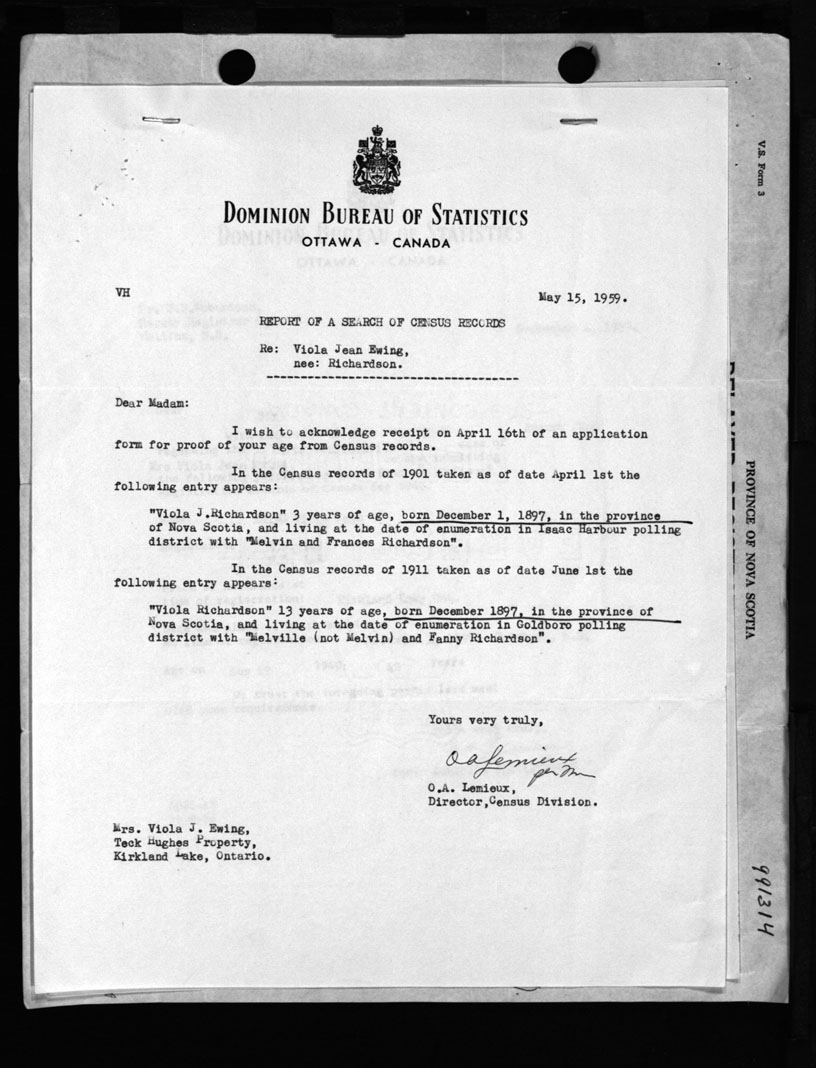 DOMINION BUREAU OF STATISTICS
OTTAWA - CANADA
VH
May 15, 1959.
REPORT OF A SEARCH OF CENSUS RECORDS
Re: Viola Jean Ewing,
nee: Richardson.
Dear Madam:
I wish to acknowledge receipt on April 16th of an application
form for proof of your age from Census records.
In the Census records of 1901 taken as of date April 1st the
following entry appears:
"Viola J.Richardson" 3 years of age, born December 1, 1897, in the province
of Nova Scotia, and living at the date of enumeration in Isaac Harbour polling
district with "Melvin and Frances Richardson".
In the Census records of 1911 taken as of date June 1st the
following entry appears:
"Viola Richardson" 13 years of age, born December 1897, in the province of
Nova Scotia, and living at the date of enumeration in Goldboro polling
district with "Melville (not Melvin) and Fanny Richardson".
Yours very truly,
O A Lemieux
per
O.A. Lemieux,
Director,Census Division.
Mrs. Viola J. Ewing,
Teck Hughes Property,
Kirkland Lake, Ontario.
V.S. Form 3
PROVINCE OF NOVA SCOTIA
991314